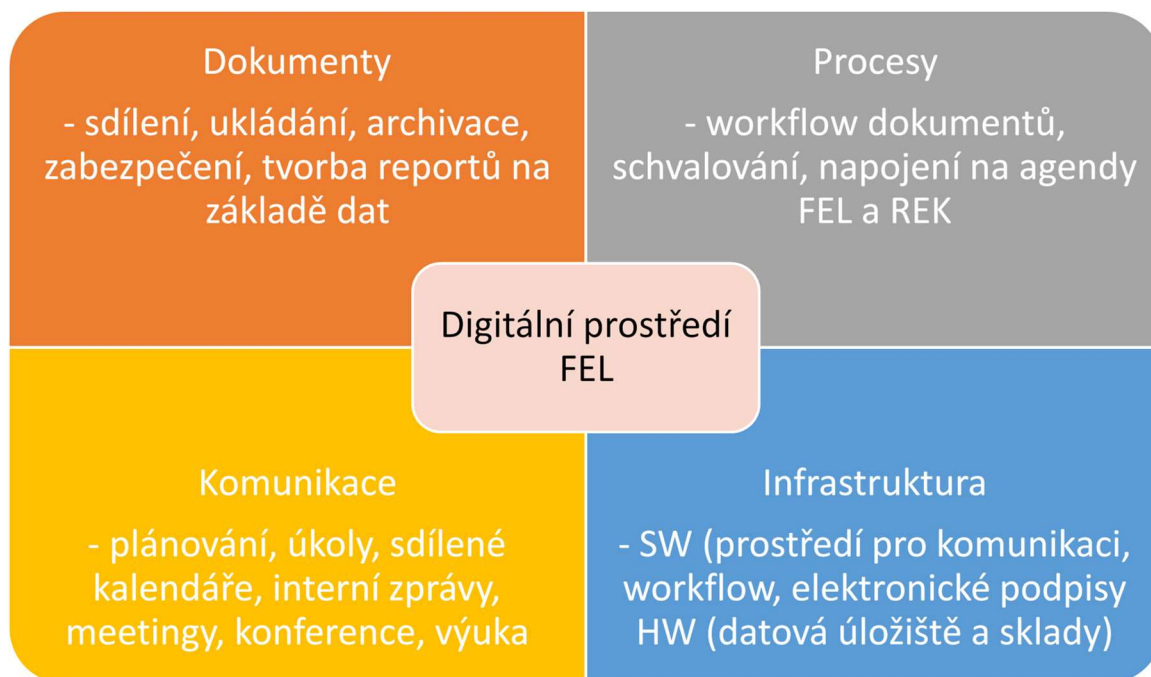 Dokumenty
- sdílení, ukládání, archivace,
zabezpečení, tvorba reportů na
základě dat
Procesy
- workflow dokumentů,
schvalování, napojení na agendy
FEL a REK
Digitální prostředí
FEL
Komunikace
- plánování, úkoly, sdílené
kalendáře, interní zprávy,
meetingy, konference, výuka
Infrastruktura
- SW (prostředí pro komunikaci,
workflow, elektronické podpisy
HW (datová úložiště a sklady)